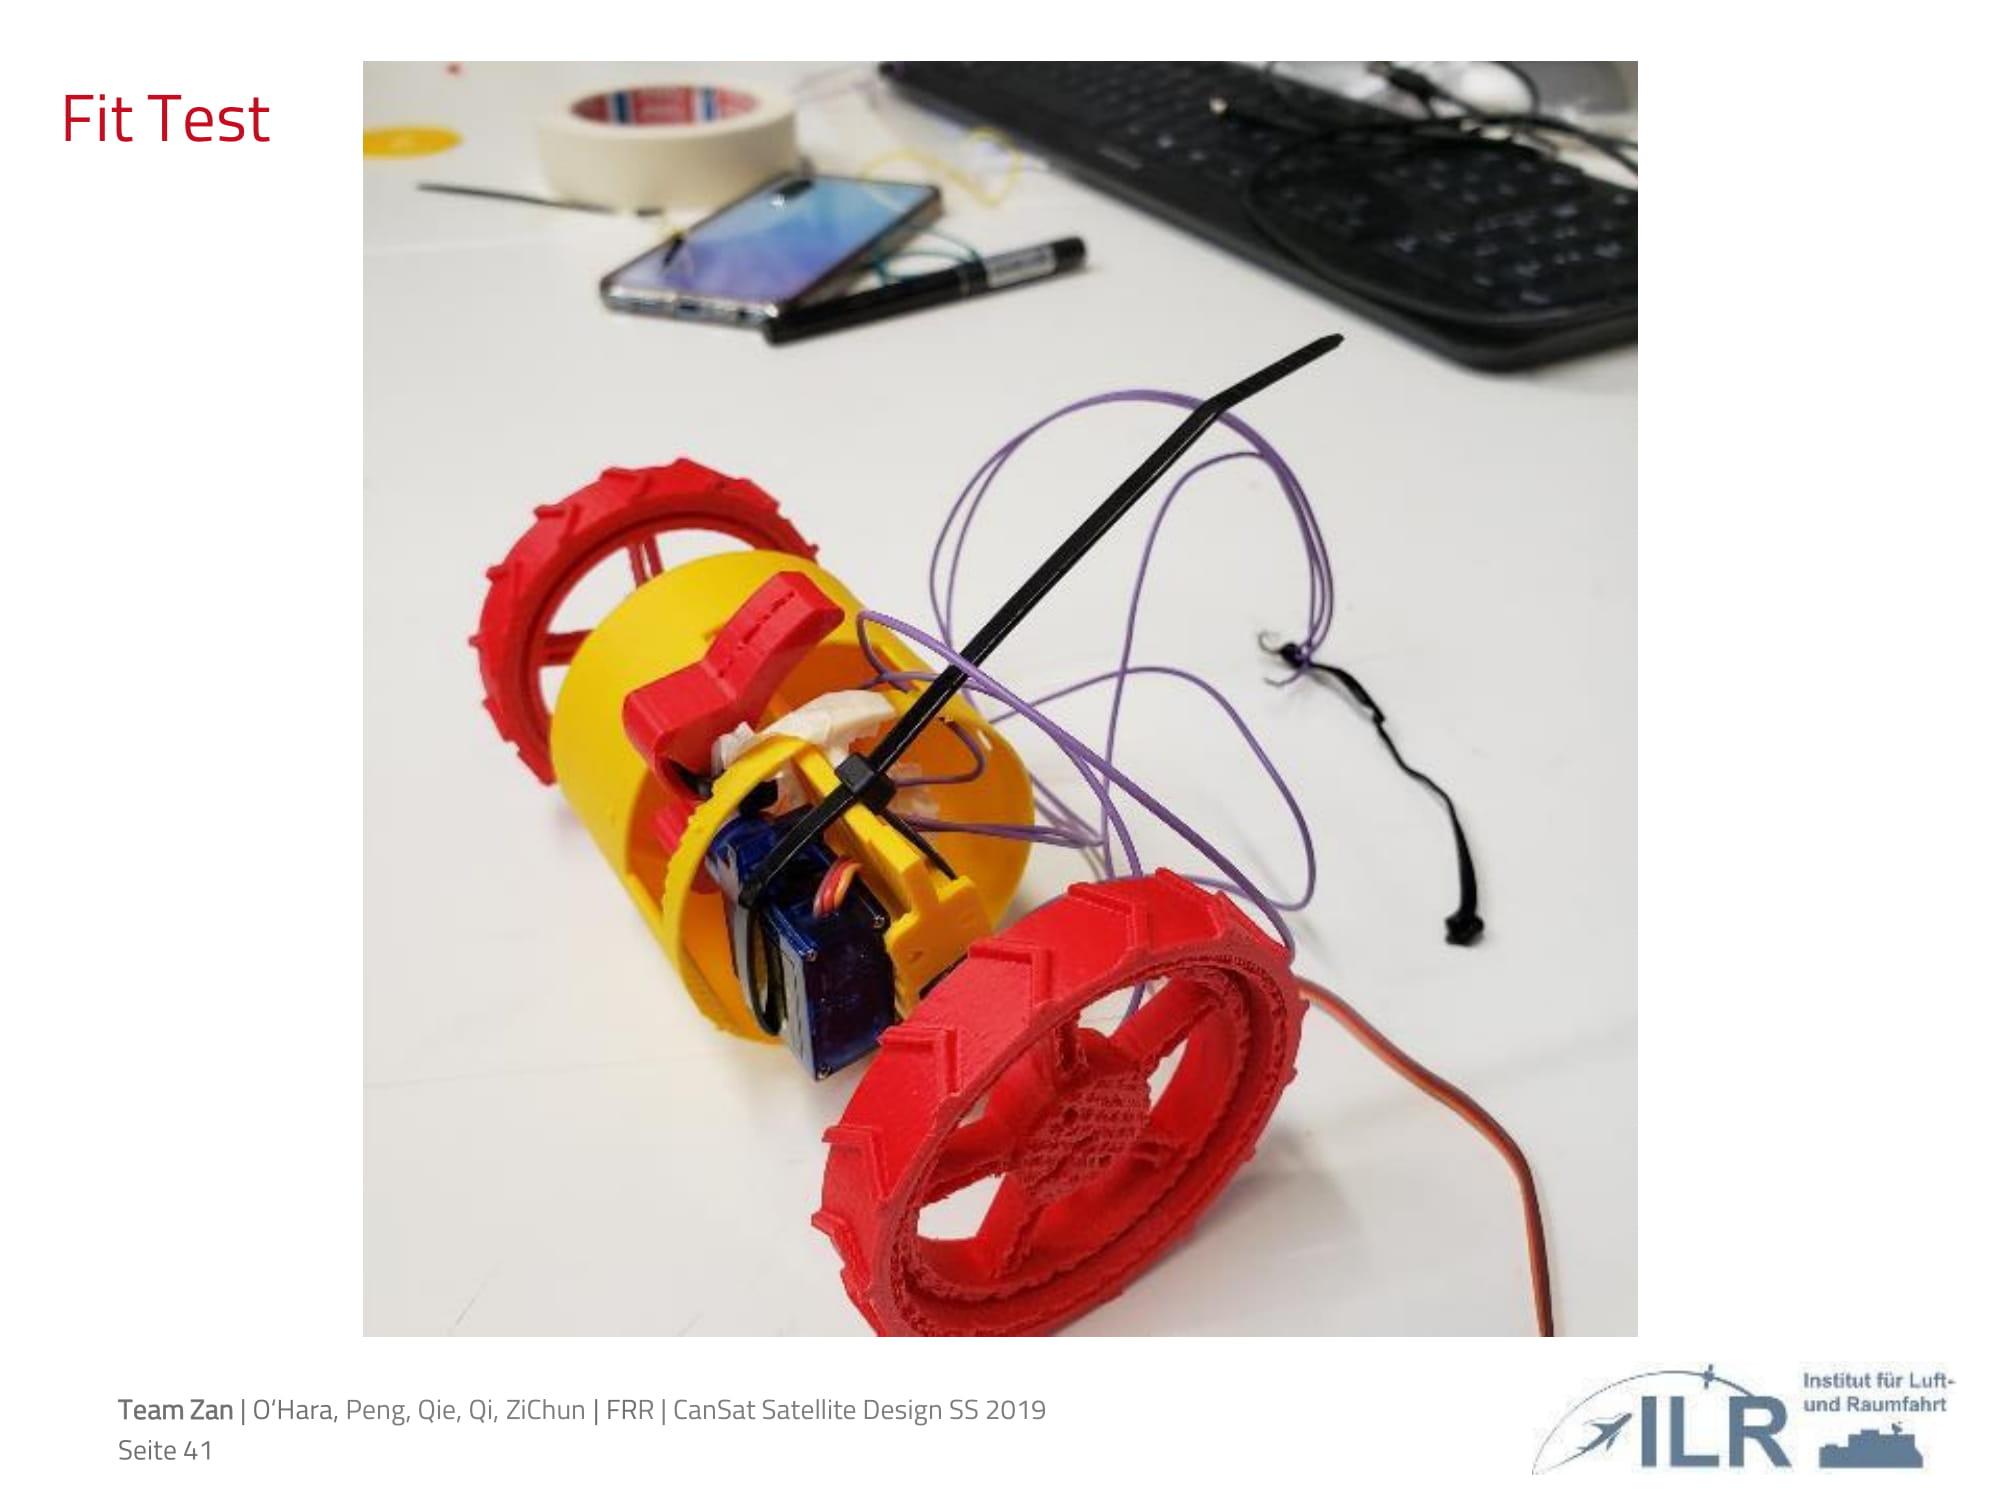 Fit Test
Team Zan | O‘Hara, Peng, Qie, Qi, ZiChun | FRR | CanSat Satellite Design SS 2019
Seite 41
ILR
Institut für Luft-
und Raumfahrt